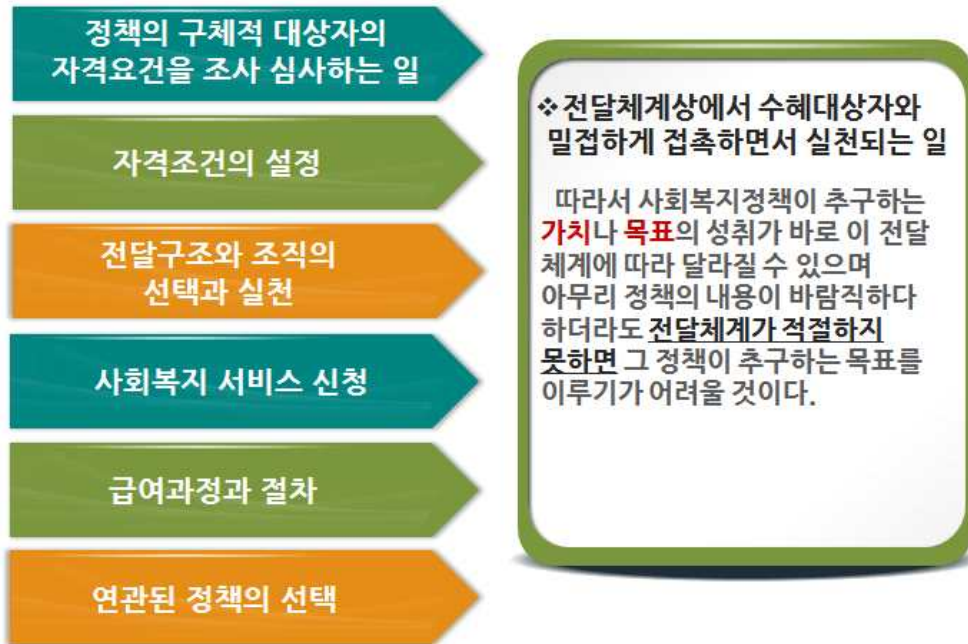 정책의 구체적 대상자의
자격요건을 조사 심사하는 일
자격조건의 설정
전달구조와 조직의
선택과 실천
사회복지 서비스 신청
급여과정과 절차
연관된 정책의 선택
❖전달체계상에서 수혜대상자와
밀접하게 접촉하면서 실천되는 일
따라서 사회복지정책이 추구하는
가치나 목표의 성취가 바로 이 전달
체계에 따라 달라질 수 있으며
아무리 정책의 내용이 바람직하다
하더라도 전달체계가 적절하지
못하면 그 정책이 추구하는 목표를
이루기가 어려울 것이다.